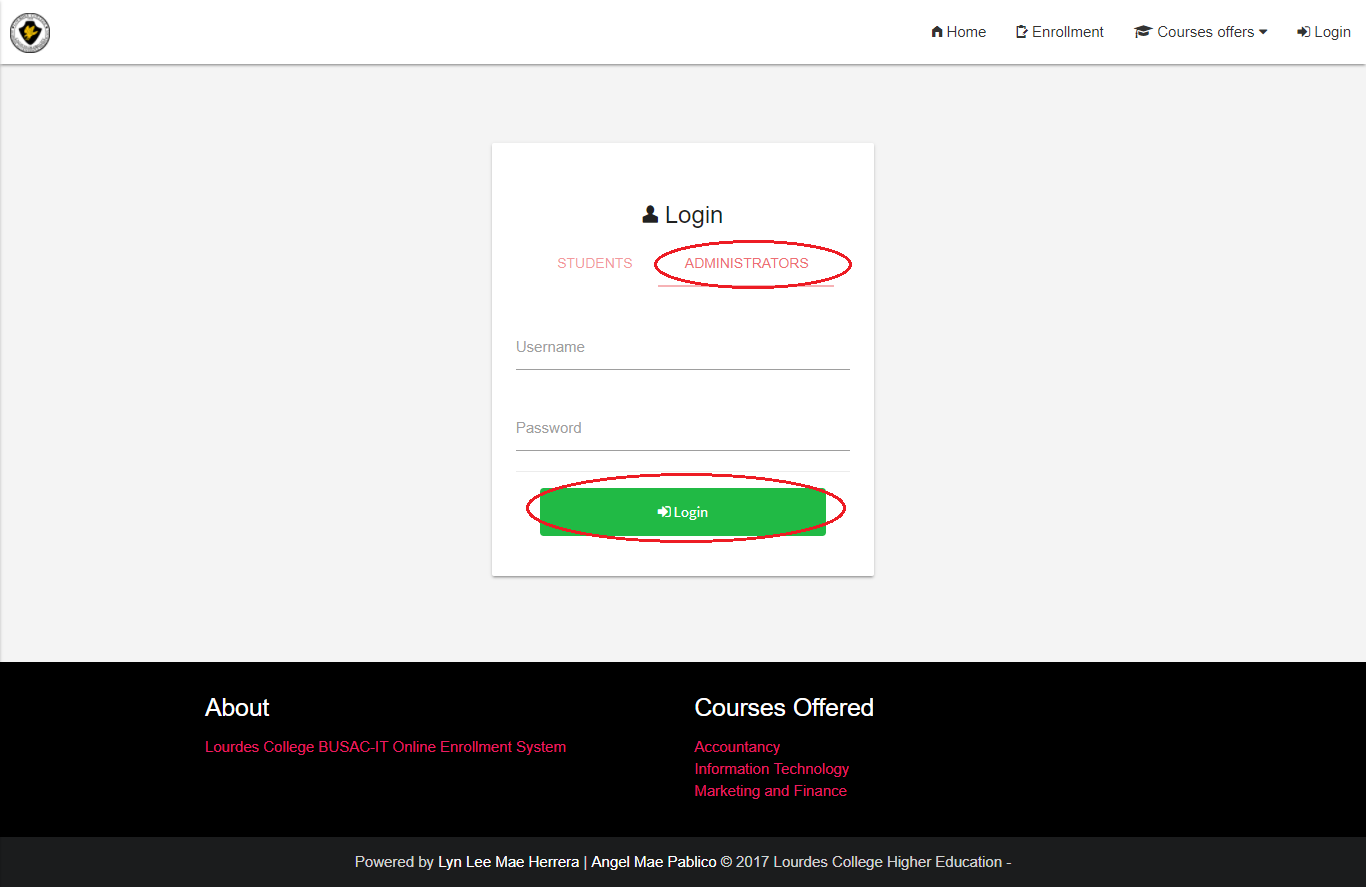 Home Enrollment Courses offers Login
Login
STUDENTS ADMINISTRATORS
Username
Password
Login
About
Lourdes College BUSAC-IT Online Enrollment System
Courses Offered
Accountancy
Information Technology
Marketing and Finance
Powered by Lyn Lee Mae Herrera | Angel Mae Pablico © 2017 Lourdes College Higher Education -